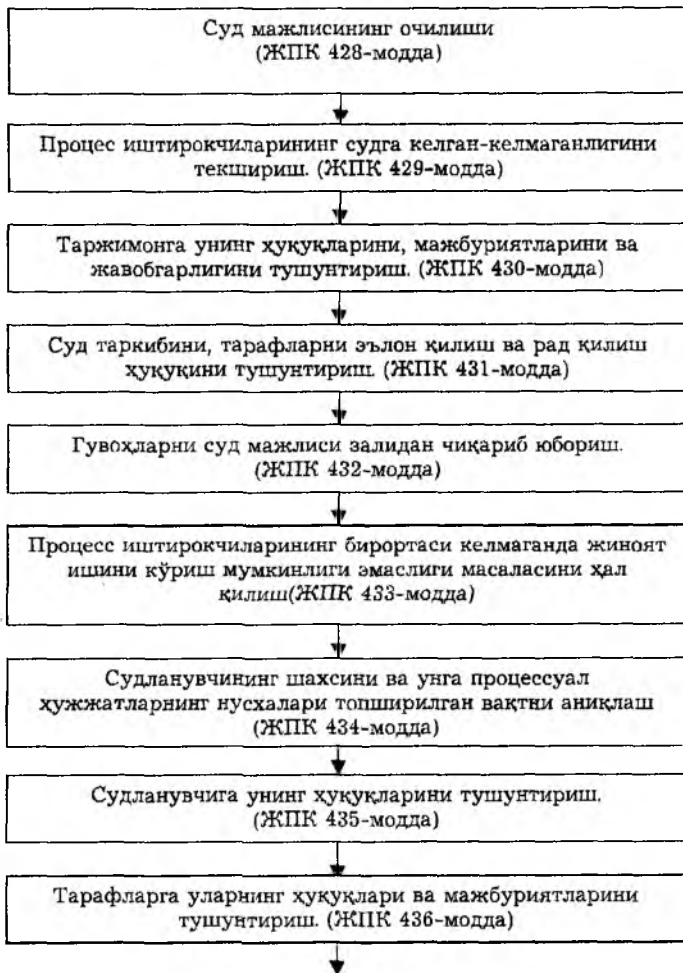 Суд мажлисининг очилиши
(ЖПК 428-модда)
Процес иштирокчиларининг судга келган-келмаганлигини
текшириш. (ЖПК 429-модда)
Таржимонга унинг ҳуқуқларини, мажбуриятларини ва
жавобгарлигини тушунтириш. (ЖПК 430-модда)
Суд таркибини, тарафларни эълон қилиш ва рад қилиш
ҳуқуқини тушунтириш. (ЖПК 431-модда)
Гувоҳларни суд мажлиси залидан чиқариб юбориш.
(ЖПК 432-модда)
Процесс иштирокчиларининг бирортаси келмаганда жиноят
ишини кўриш мумкинлиги эмаслиги масаласини ҳал
қилиш(ЖПК 433-модда)
Судланувчининг шахсини ва унга процессуал
ҳужжатларнинг нусхалари топширилган вақтни аниқлаш
(ЖПК 434-модда)
Судланувчига унинг ҳуқуқларини тушунтириш.
(ЖПК 435-модда)
Тарафларга уларнинг ҳуқуқлари ва мажбуриятларини
тушунтириш. (ЖПК 436-модда)